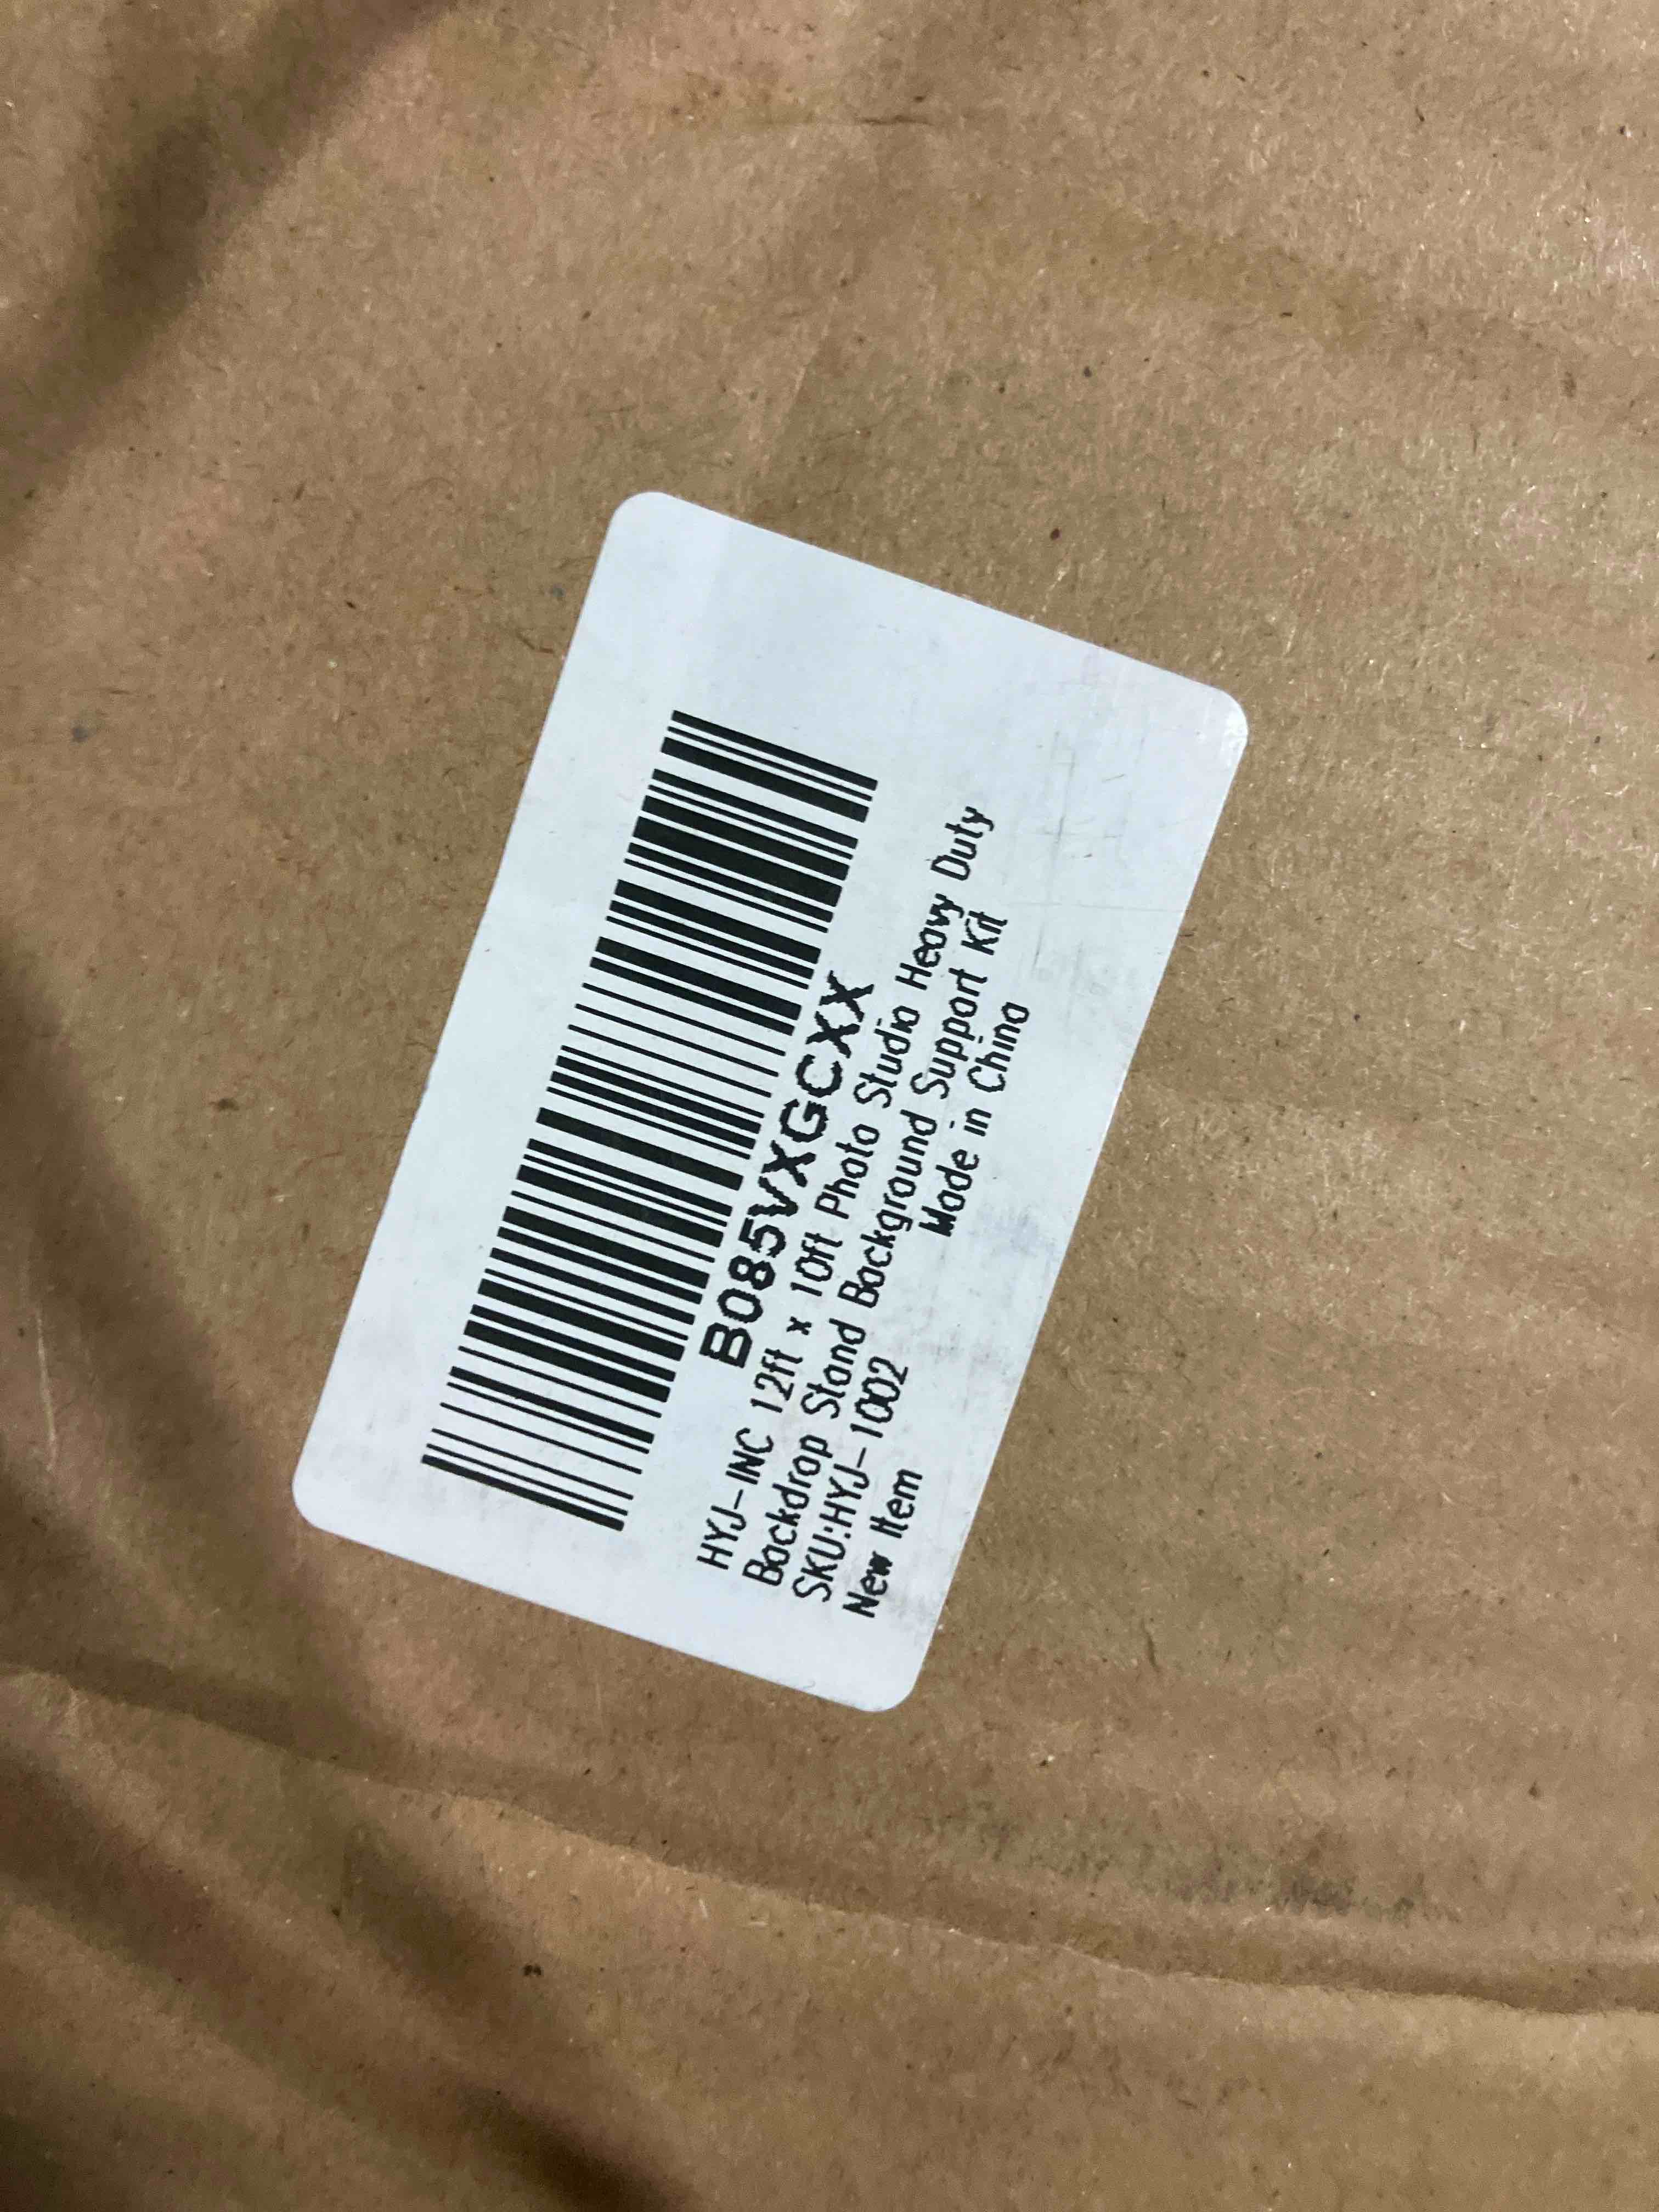 B085VXGCXX
HYJ-INC 12ft x 10ft Photo Studio Heavy Duty
Backdrop Stand Background Support Kit
SKU:HYJ-1002
Made in China
New Item